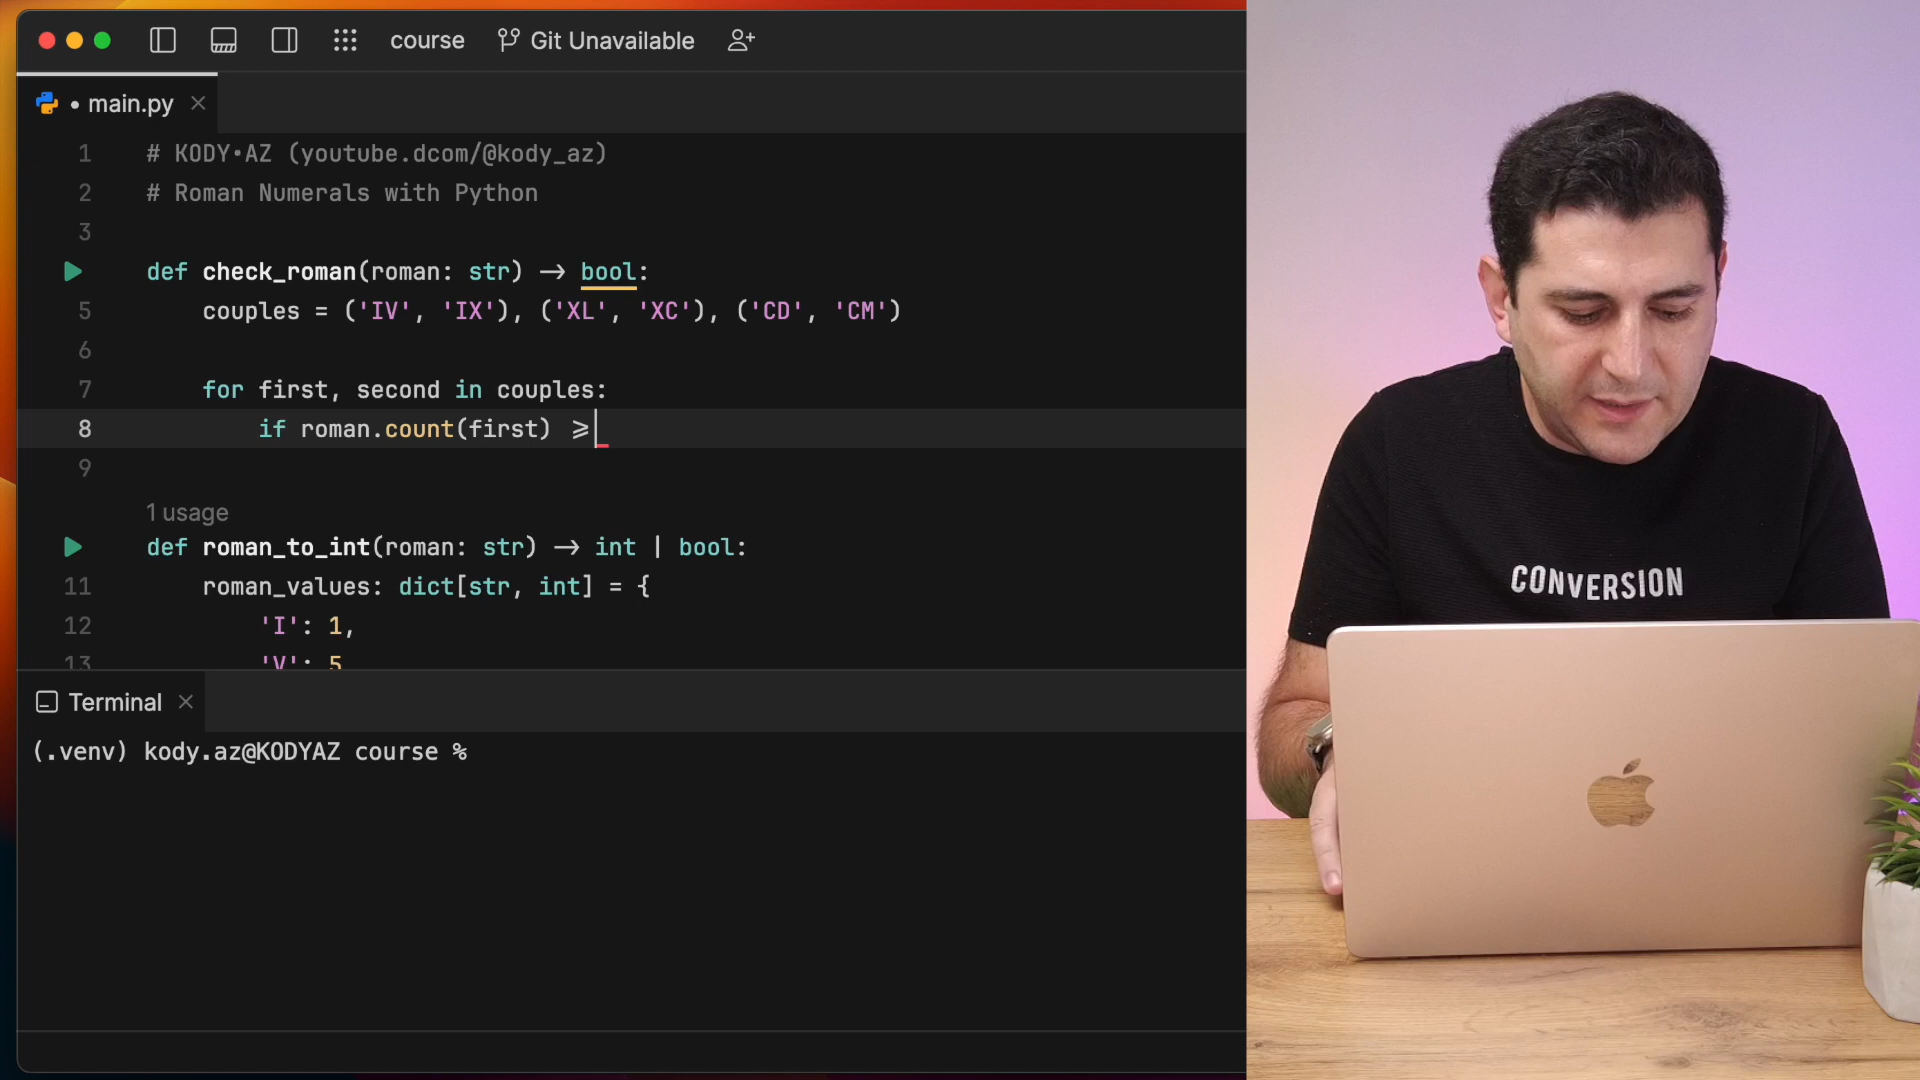 course Git Unavailable
main.py
1 # KODY•AZ (youtube.dcom/@kody_az)
2 # Roman Numerals with Python
3
def check_roman(roman: str) -> bool:
5 couples = ('IV', 'IX'), ('XL', 'XC'), ('CD', 'CM')
6
7 for first, second in couples:
8 if roman.count(first) >=
9
1 usage
def roman_to_int(roman: str) -> int | bool:
11 roman_values: dict[str, int] = {
12 'I': 1,
13 'V': 5
Terminal
(.venv) kody.az@KODYAZ course %
CONVERSION